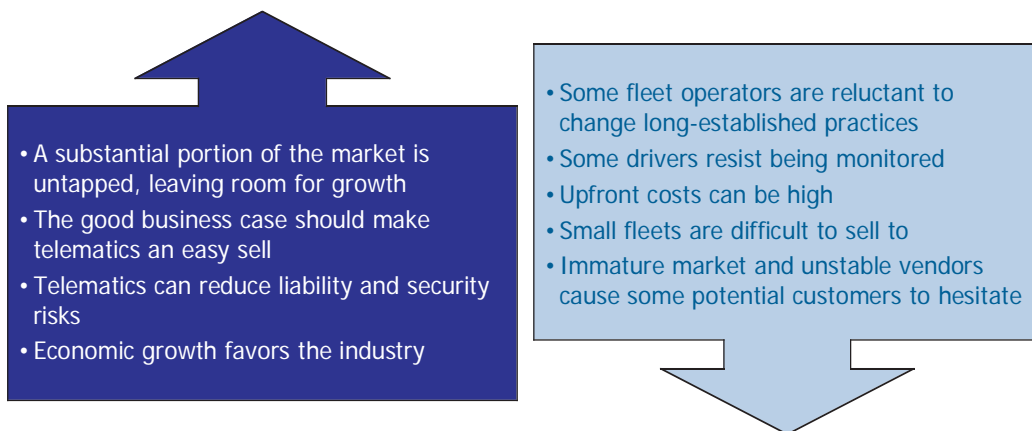 • A substantial portion of the market is
untapped, leaving room for growth
• The good business case should make
telematics an easy sell
• Telematics can reduce liability and security
risks
• Economic growth favors the industry
• Some fleet operators are reluctant to
change long-established practices
• Some drivers resist being monitored
• Upfront costs can be high
• Small fleets are difficult to sell to
• Immature market and unstable vendors
cause some potential customers to hesitate